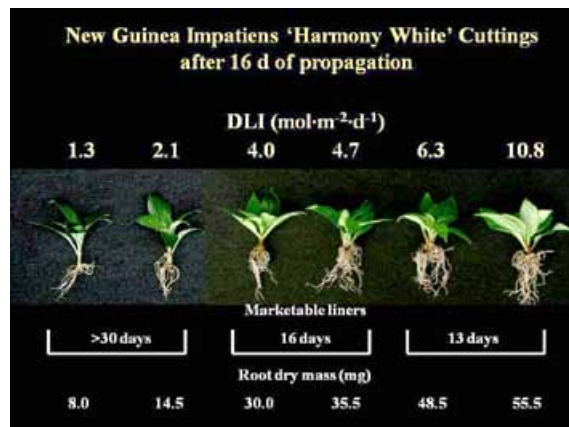 New Guinea Impatiens ‘Harmony White’ Cuttings
after 16 d of propagation
DLI (mol·m⁻²·d⁻¹)
1.3 2.1 4.0 4.7 6.3 10.8
Marketable liners
>30 days 16 days 13 days
Root dry mass (mg)
8.0 14.5 30.0 35.5 48.5 55.5